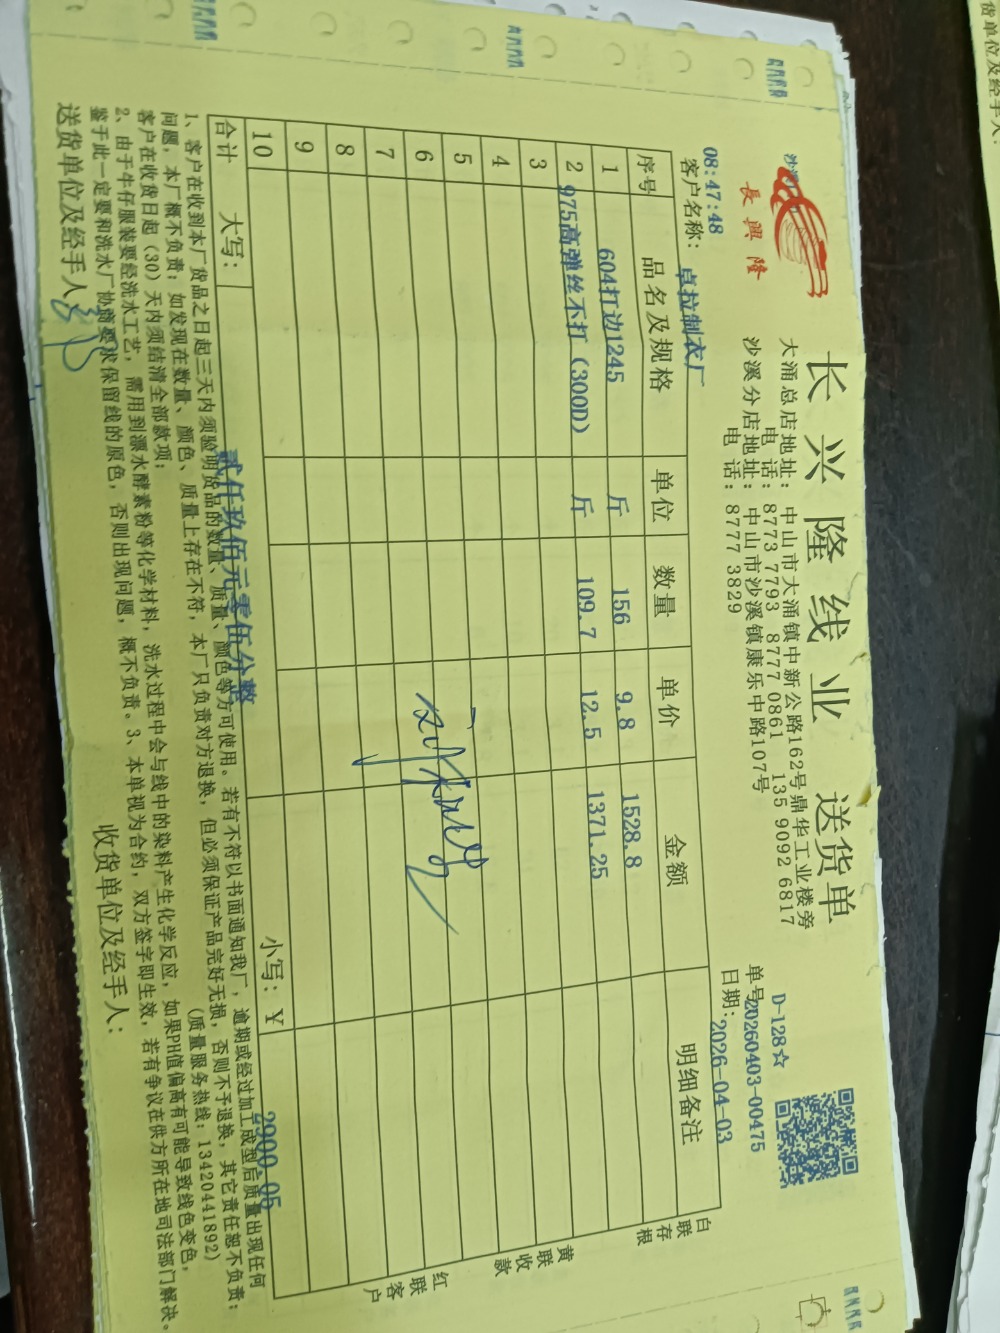 長興隆
长兴隆线业 送货单
大涌总店地址：中山市大涌镇中新公路162号鼎华工业楼旁
电 话：8773 7793 8777 0861 135 9092 6817
沙溪分店地址：中山市沙溪镇康乐中路107号
电 话：8777 3829
D-128☆
单号20260403-00475
日期：2026-04-03
08:47:48
客户名称：卓拉制衣厂
序号 品名及规格 单位 数量 单价 金额 明细备注
1 604打边1245 斤 156 9.8 1528.8
2 975高弹丝不打（300D） 斤 109.7 12.5 1371.25
3
4
5
6
7
8
9
10
合计 大写：贰仟玖佰元零伍分整 小写：Y 2900.05
白联存根
黄联收款
红联客户
1、客户在收到本厂货品之日起三天内须验明货品的数量、质量、颜色等方可使用。若有不符以书面通知我厂，逾期或经过加工成型后质量出现任何
问题，本厂概不负责；如发现在数量、颜色、质量上存在不符，本厂只负责对方退换，但必须保证产品完好无损，否则不予退换，其它责任恕不负责；
客户在收货日起（30）天内须结清全部款项； （质量服务热线：13420441892）
2、由于牛仔服装要经洗水工艺，需用到漂水酵素粉等化学材料，洗水过程中会与线中的染料产生化学反应，如果PH值偏高有可能导致线色变色，
鉴于此一定要和洗水厂协商要求保留线的原色，否则出现问题，概不负责。3、本单视为合约，双方签字即生效，若有争议在供方所在地司法部门解决。
送货单位及经手人： 收货单位及经手人：
货单位及经手人：